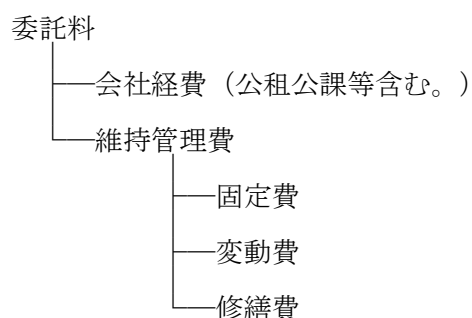 委託料
会社経費（公租公課等含む。）
維持管理費
固定費
変動費
修繕費